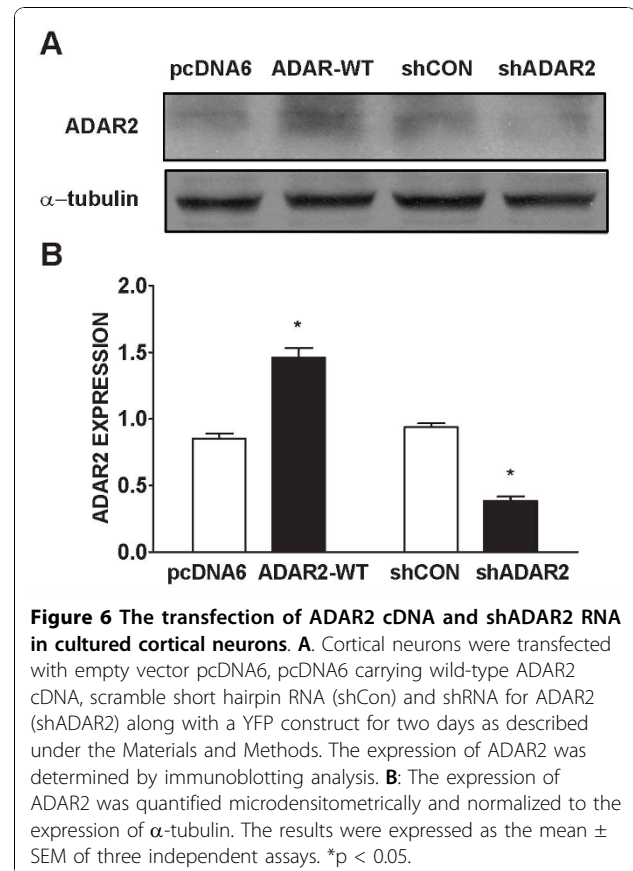 A
pcDNA6 ADAR-WT shCON shADAR2
ADAR2
α–tubulin
B
2.0
*
1.5
1.0
*
0.5
0.0
ADAR2 EXPRESSION
pcDNA6 ADAR2-WT shCON shADAR2
Figure 6 The transfection of ADAR2 cDNA and shADAR2 RNA
in cultured cortical neurons. A. Cortical neurons were transfected
with empty vector pcDNA6, pcDNA6 carrying wild-type ADAR2
cDNA, scramble short hairpin RNA (shCon) and shRNA for ADAR2
(shADAR2) along with a YFP construct for two days as described
under the Materials and Methods. The expression of ADAR2 was
determined by immunoblotting analysis. B: The expression of
ADAR2 was quantified microdensitometrically and normalized to the
expression of α-tubulin. The results were expressed as the mean ±
SEM of three independent assays. *p < 0.05.